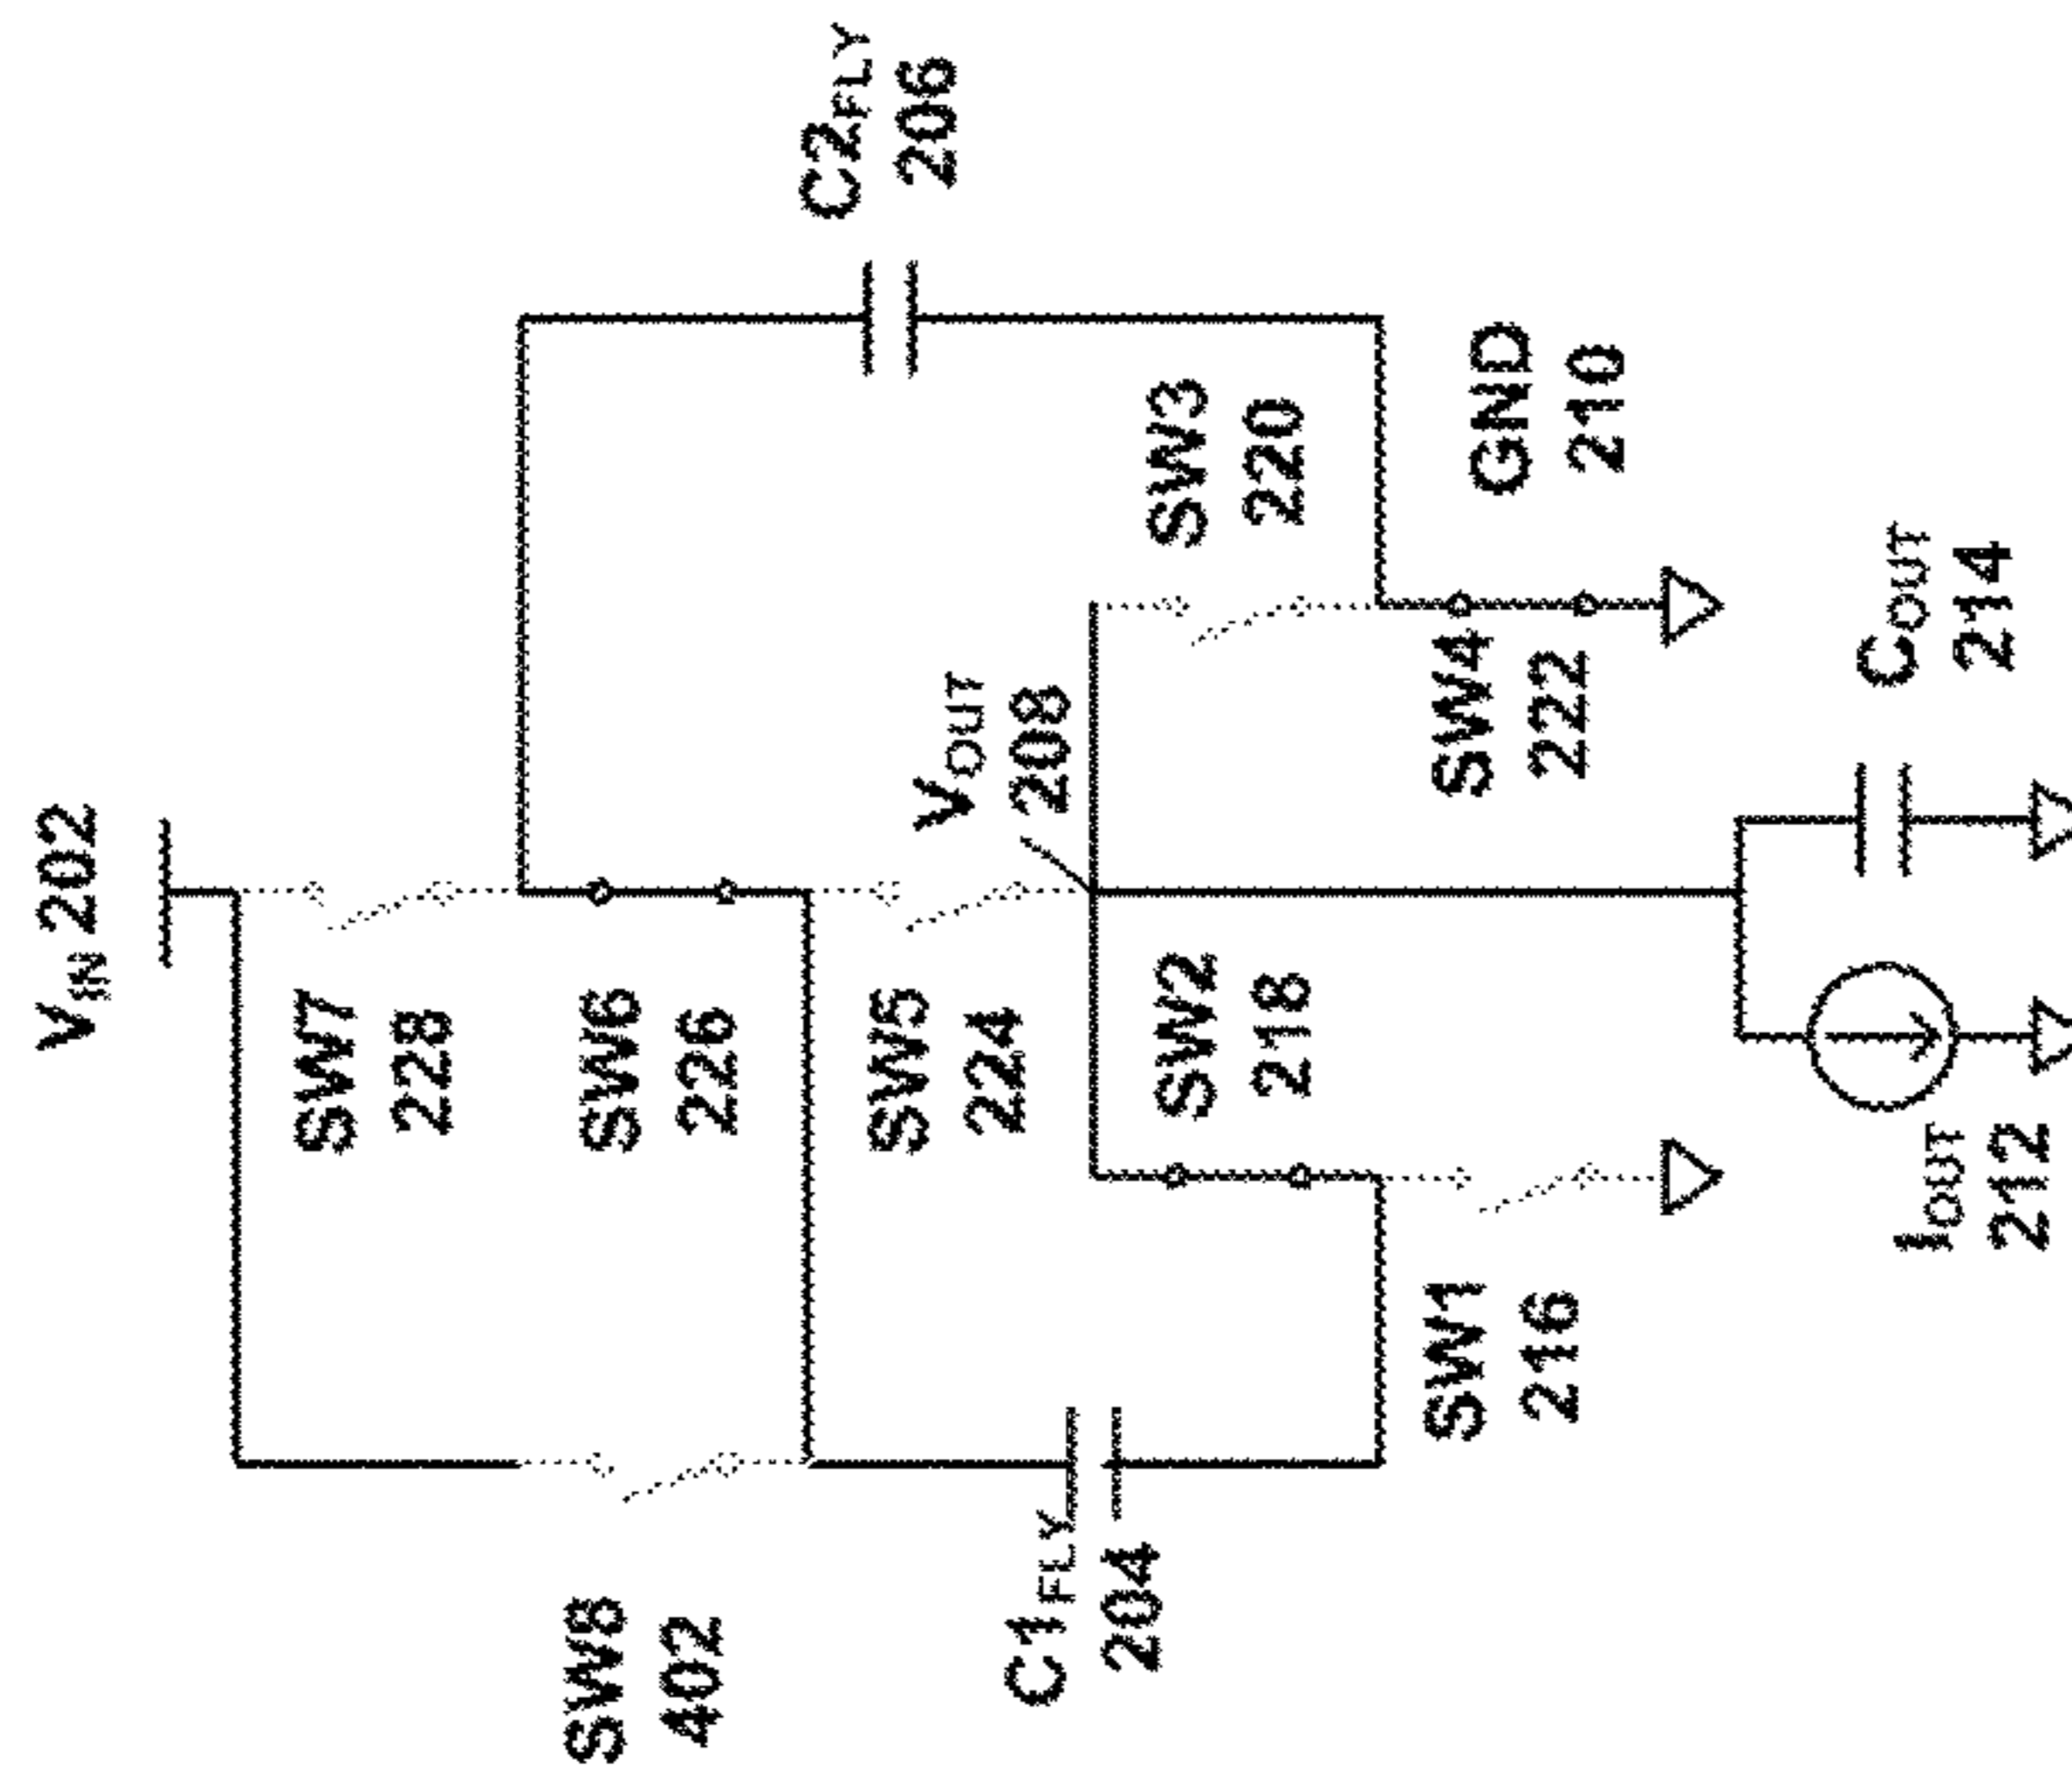 V_IN 202
SW7
228
SW6
226
SW8
402
C2_FLY
206
SW5
224
V_OUT
208
C1_FLY
204
SW2
218
SW3
220
SW1
216
SW4
222
GND
210
I_OUT
212
C_OUT
214